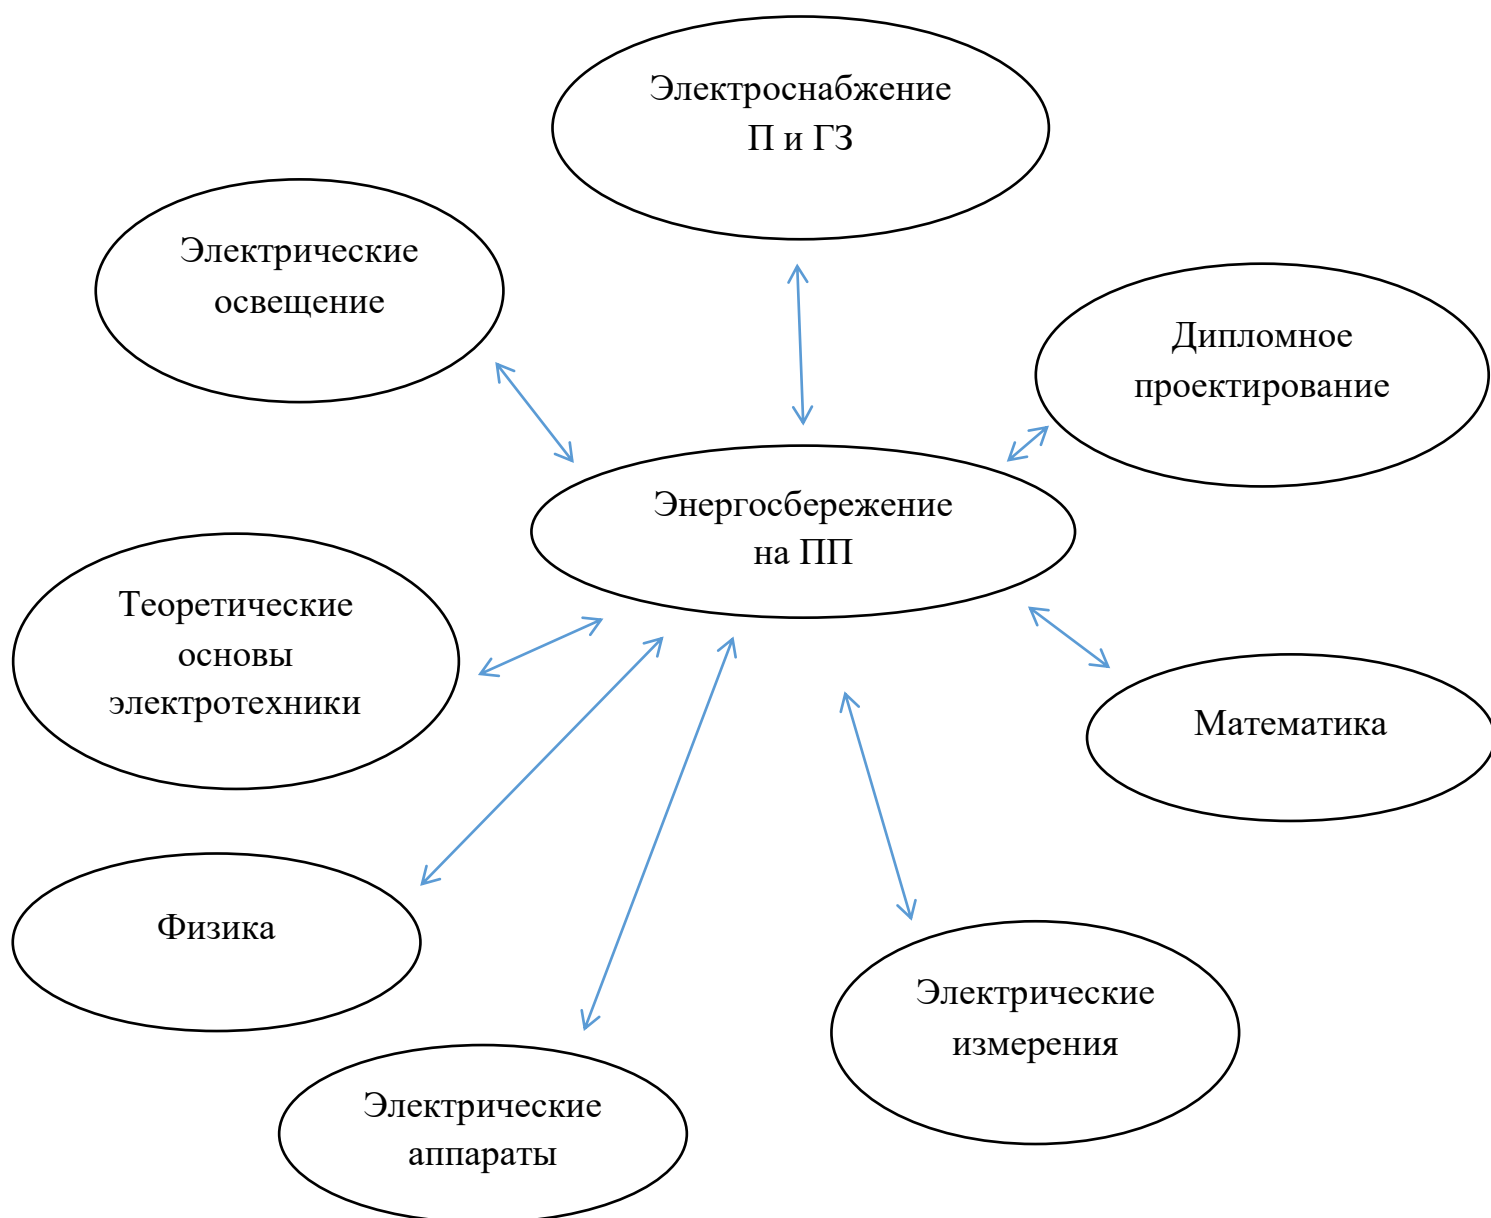 Электроснабжение
П и ГЗ
Электрические
освещение
Дипломное
проектирование
Энергосбережение
на ПП
Теоретические
основы
электротехники
Математика
Физика
Электрические
измерения
Электрические
аппараты